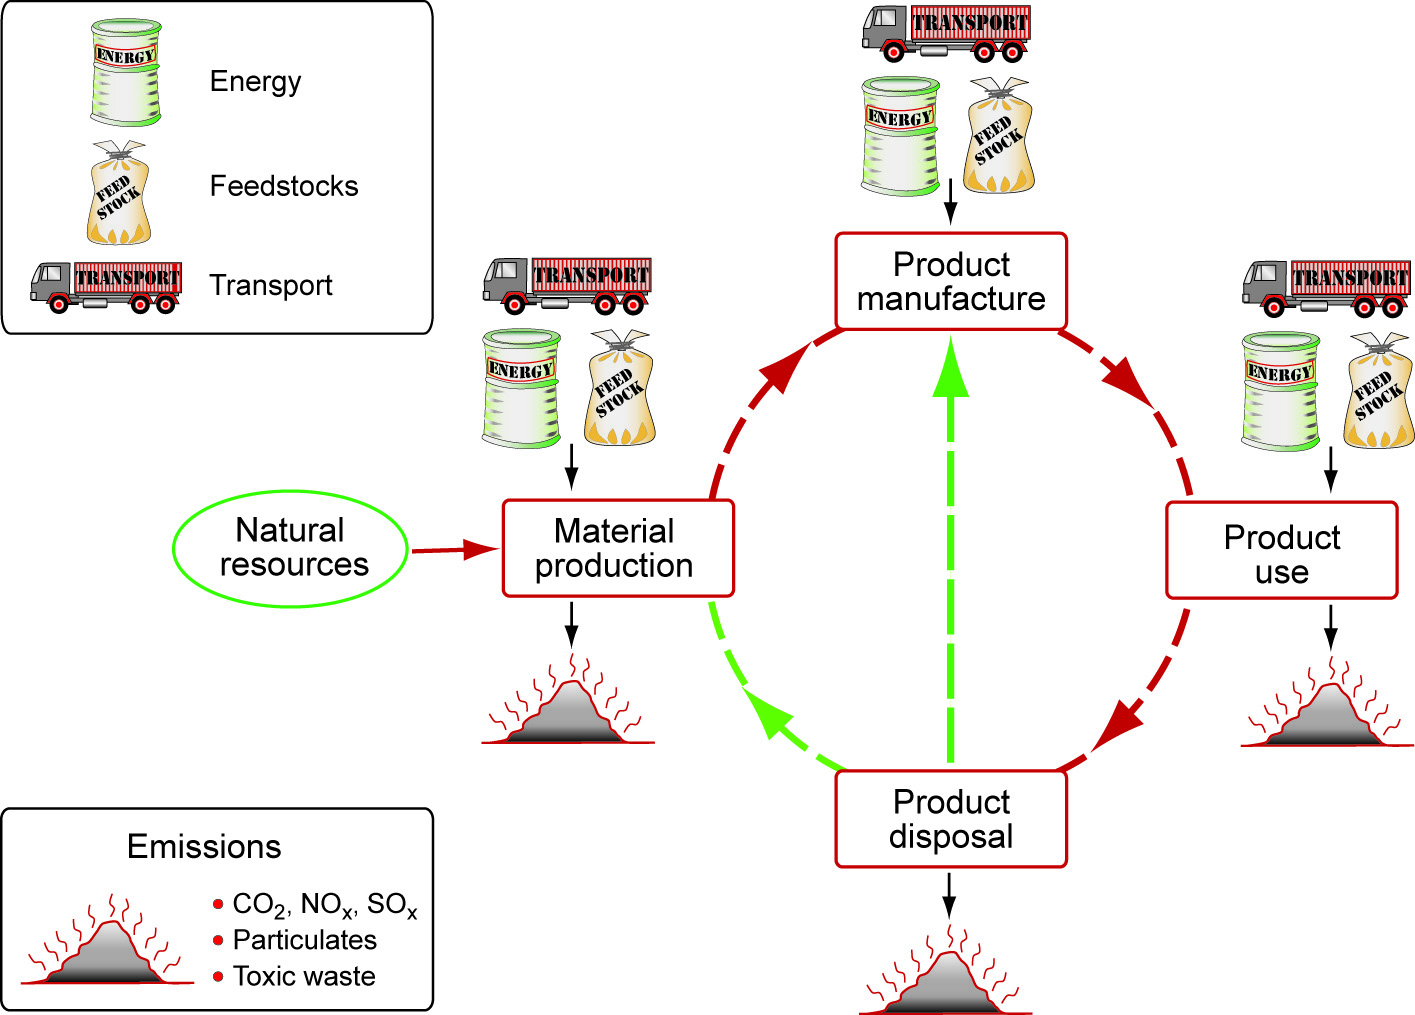 ENERGY
Energy
FEED
STOCK
Feedstocks
TRANSPORT
Transport
TRANSPORT
ENERGY
FEED
STOCK
Product
manufacture
TRANSPORT
ENERGY
FEED
STOCK
TRANSPORT
ENERGY
FEED
STOCK
Natural
resources
Material
production
Product
use
Product
disposal
Emissions
• CO₂, NOₓ, SOₓ
• Particulates
• Toxic waste